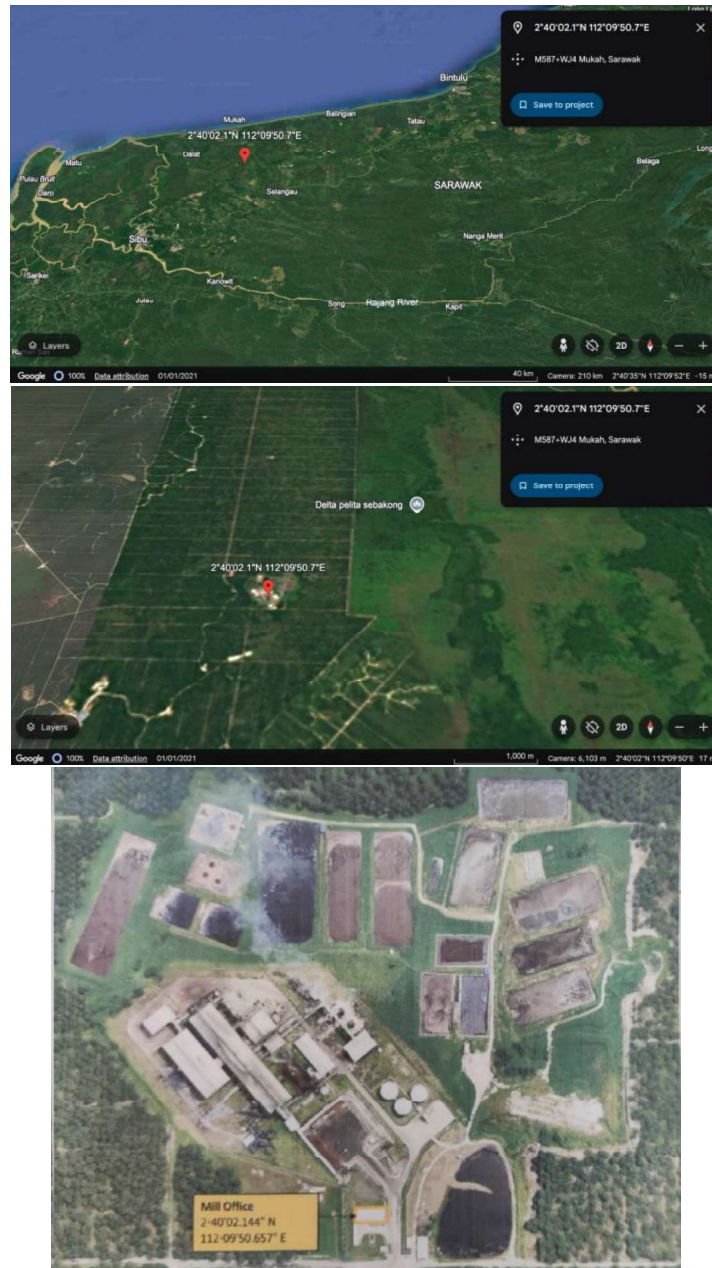 2°40'02.1"N 112°09'50.7"E
M587+WJ4 Mukah, Sarawak
Save to project
Bintulu
Mukah
Balingian
Tatau
2°40'02.1"N 112°09'50.7"E
Matu
Dalat
Belaga
Pulau Bruit
Daro
Selangau
SARAWAK
Sibu
Nanga Merit
Sarikei
Kanowit
Julau
Song
Rajang River
Kapit
Layers
2D
Google 100% Data attribution 01/01/2021 40 km Camera: 210 km 2°40'35"N 112°09'52"E
2°40'02.1"N 112°09'50.7"E
M587+WJ4 Mukah, Sarawak
Save to project
Delta pelita sebakong
2°40'02.1"N 112°09'50.7"E
Layers
2D
Google 100% Data attribution 01/01/2021 1,000 m Camera: 6,103 m 2°40'02"N 112°09'50"E
Mill Office
2◦40'02.144" N
112◦09'50.657" E